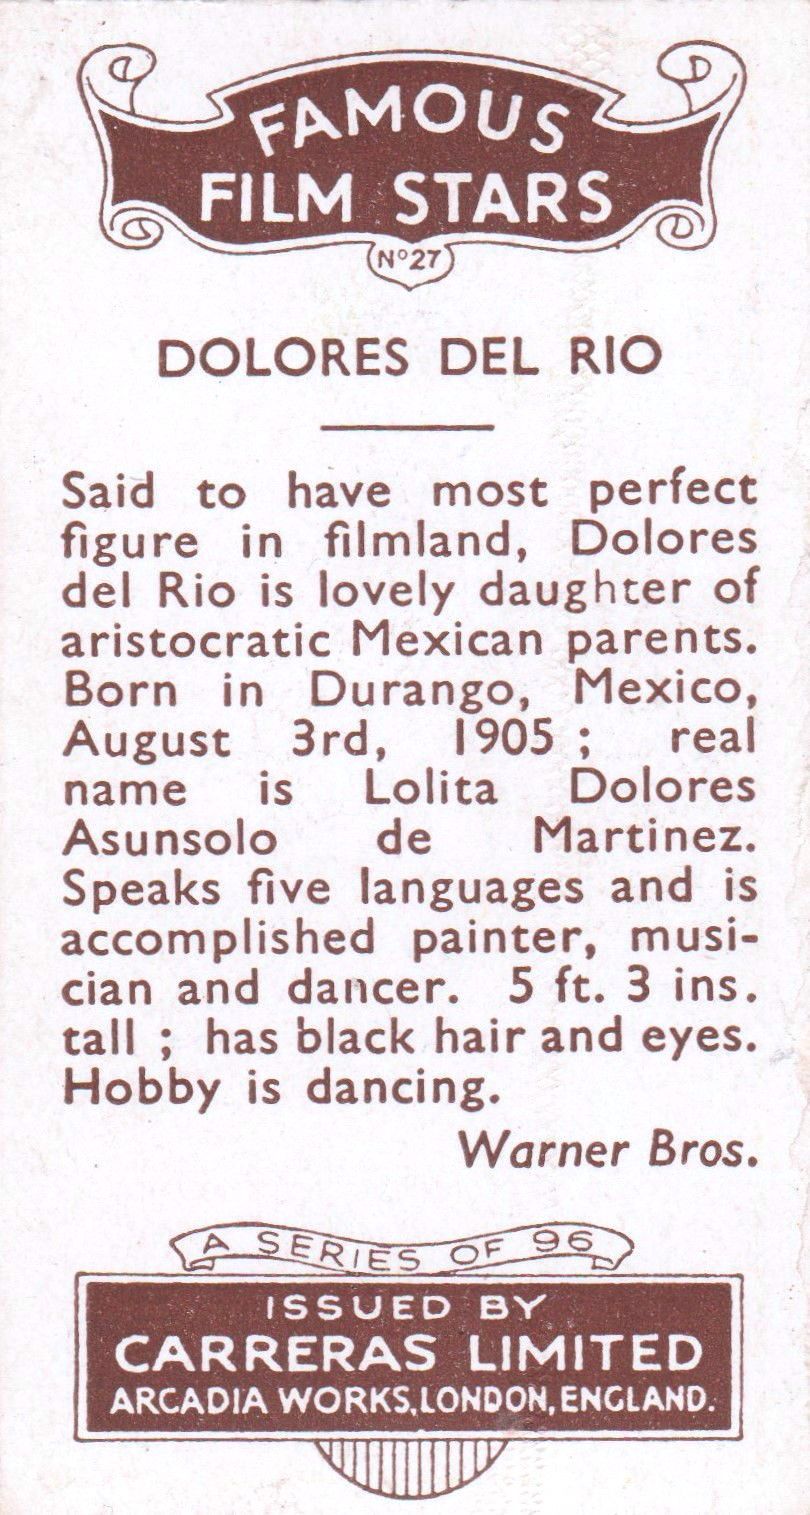 FAMOUS
FILM STARS
Nº 27
DOLORES DEL RIO
Said to have most perfect
figure in filmland, Dolores
del Rio is lovely daughter of
aristocratic Mexican parents.
Born in Durango, Mexico,
August 3rd, 1905 ; real
name is Lolita Dolores
Asunsolo de Martinez.
Speaks five languages and is
accomplished painter, musi-
cian and dancer. 5 ft. 3 ins.
tall ; has black hair and eyes.
Hobby is dancing.
Warner Bros.
A SERIES OF 96
ISSUED BY
CARRERAS LIMITED
ARCADIA WORKS, LONDON, ENGLAND.